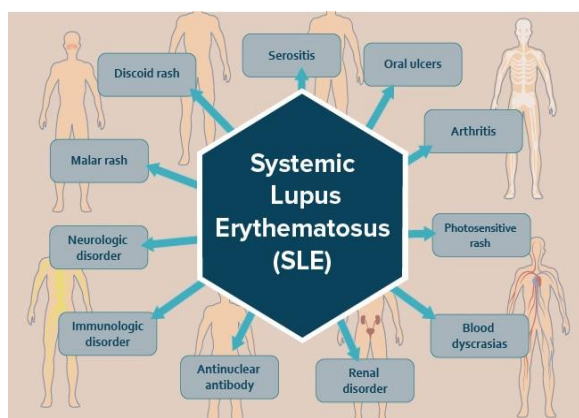 Systemic
Lupus
Erythematosus
(SLE)
Serositis
Oral ulcers
Arthritis
Photosensitive
rash
Blood
dyscrasias
Renal
disorder
Antinuclear
antibody
Immunologic
disorder
Neurologic
disorder
Malar rash
Discoid rash